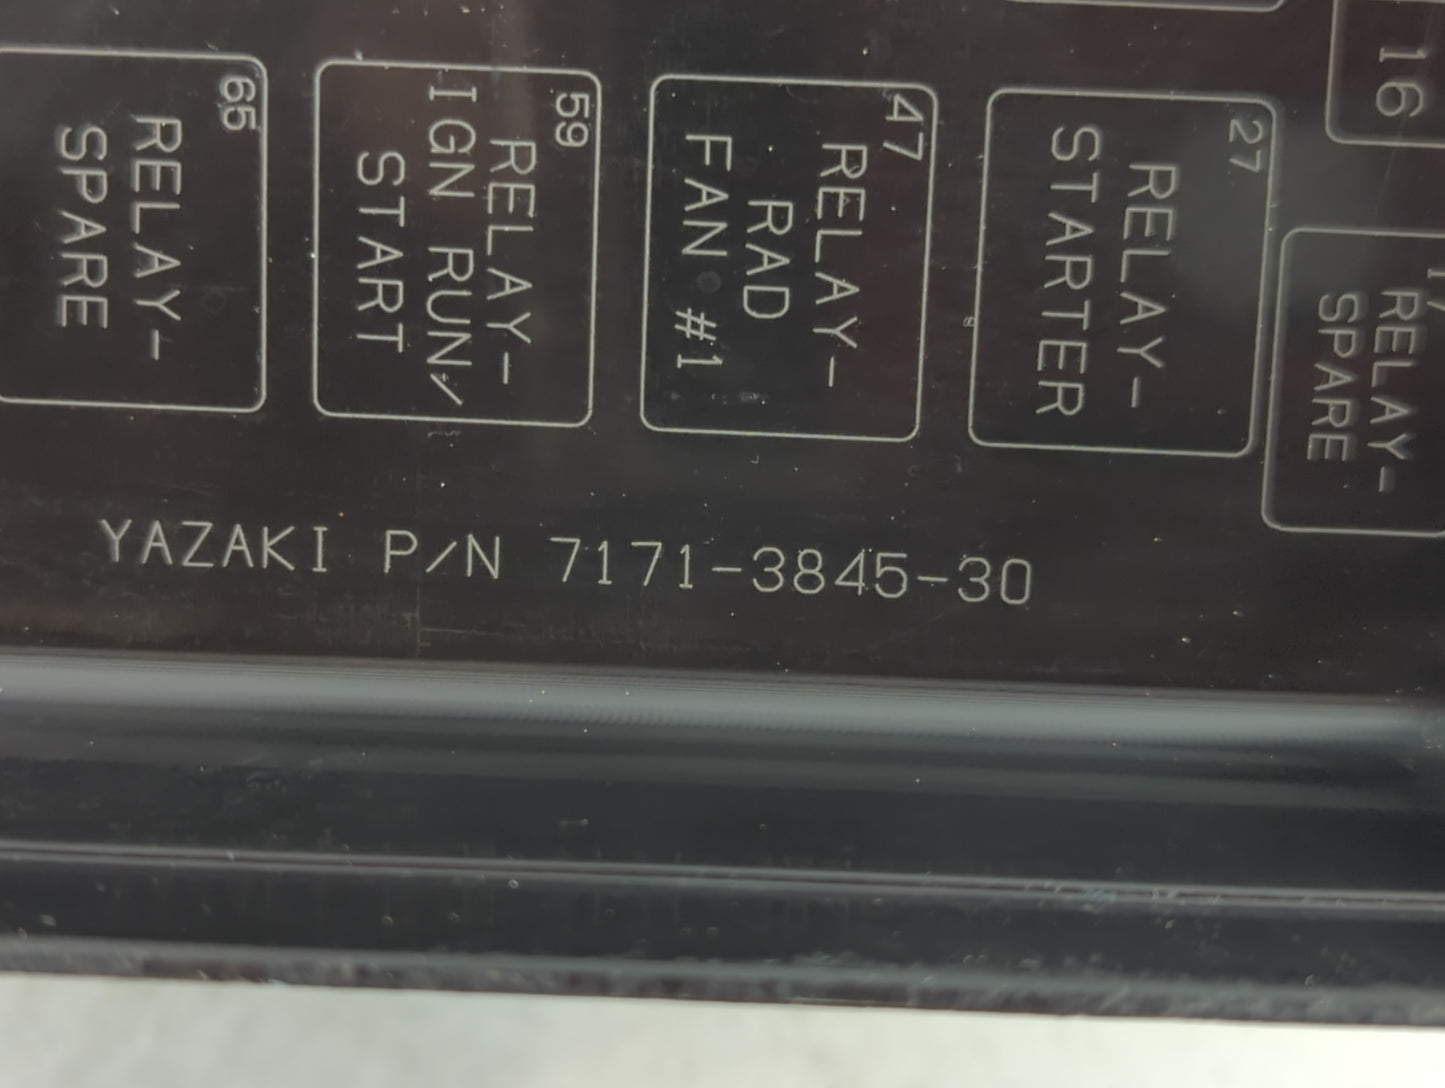 65
RELAY-
SPARE
59
RELAY-
IGN RUN/
START
47
RELAY-
RAD
FAN #1
27
RELAY-
STARTER
16
17
RELAY-
SPARE
YAZAKI P/N 7171-3845-30